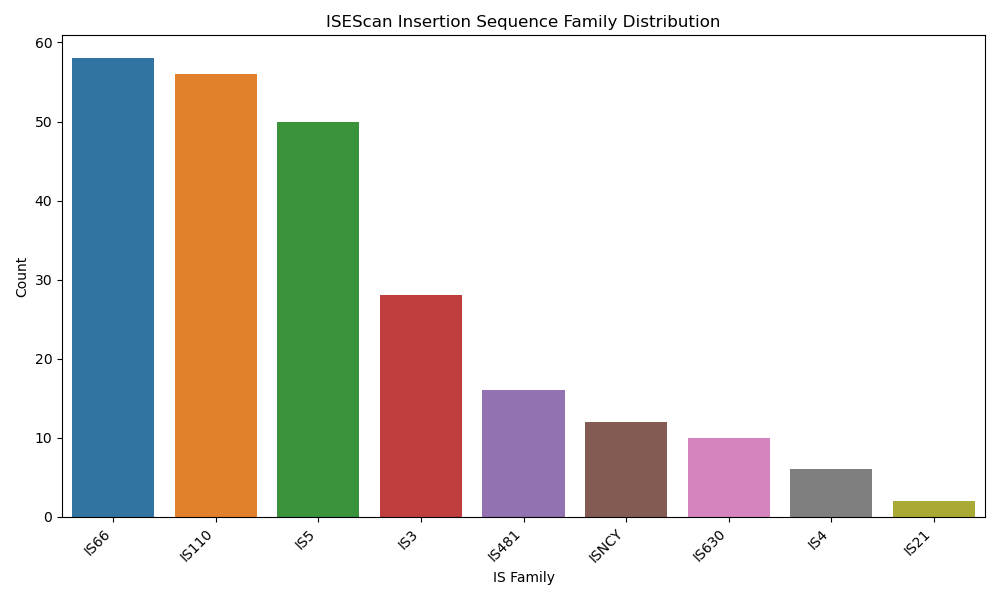 ISEScan Insertion Sequence Family Distribution
60
50
40
30
20
10
0
Count
IS66
IS110
IS5
IS3
IS481
ISNCY
IS630
IS4
IS21
IS Family